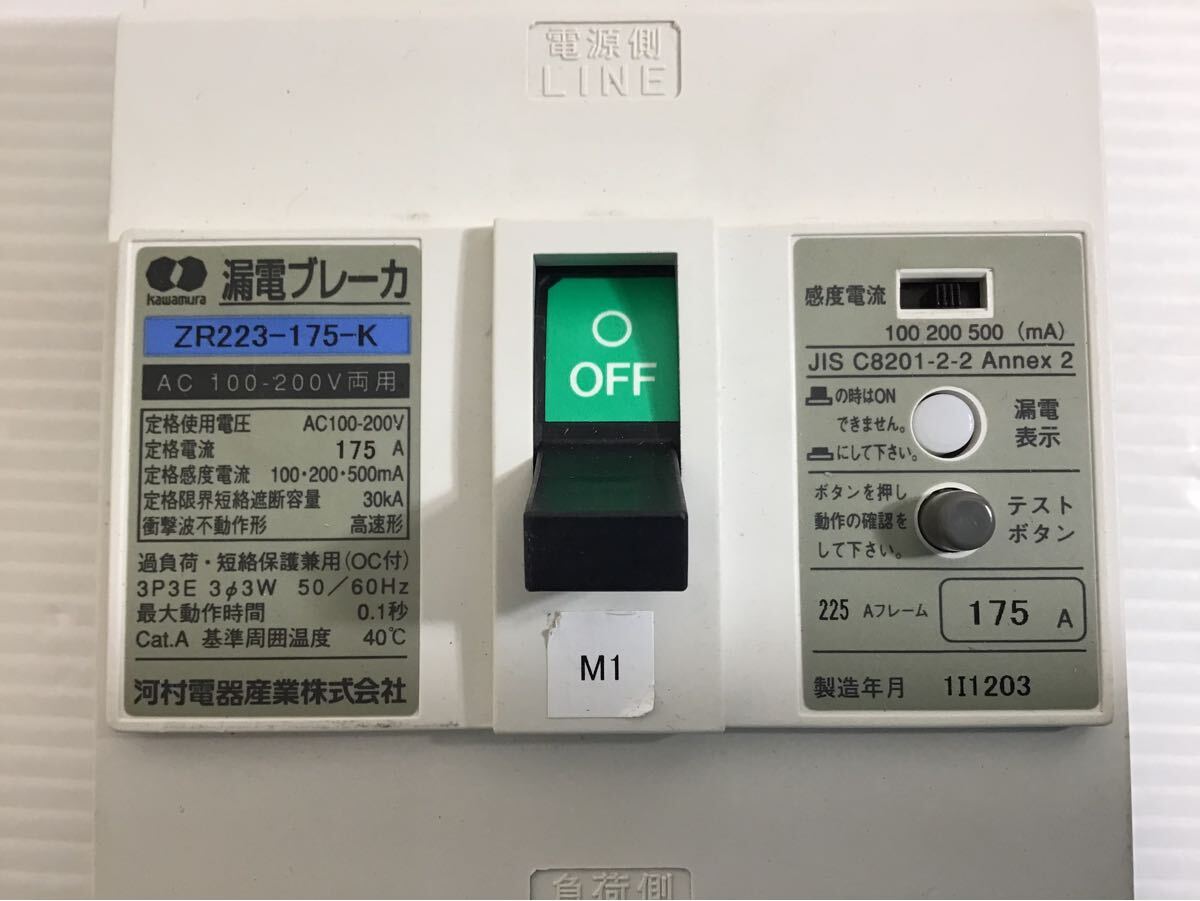 電源側
LINE
kawamura
漏電ブレーカ
ZR223-175-K
AC 100-200V両用
定格使用電圧 AC100-200V
定格電流 175 A
定格感度電流 100・200・500mA
定格限界短絡遮断容量 30kA
衝撃波不動作形 高速形
過負荷・短絡保護兼用(OC付)
3P3E 3φ3W 50/60Hz
最大動作時間 0.1秒
Cat.A 基準周囲温度 40℃
河村電器産業株式会社
OFF
M1
感度電流
100 200 500 (mA)
JIS C8201-2-2 Annex 2
の時はON
できません。
にして下さい。
漏電
表示
ボタンを押し
動作の確認を
して下さい。
テスト
ボタン
225 Aフレーム 175 A
製造年月 1I1203
負荷側